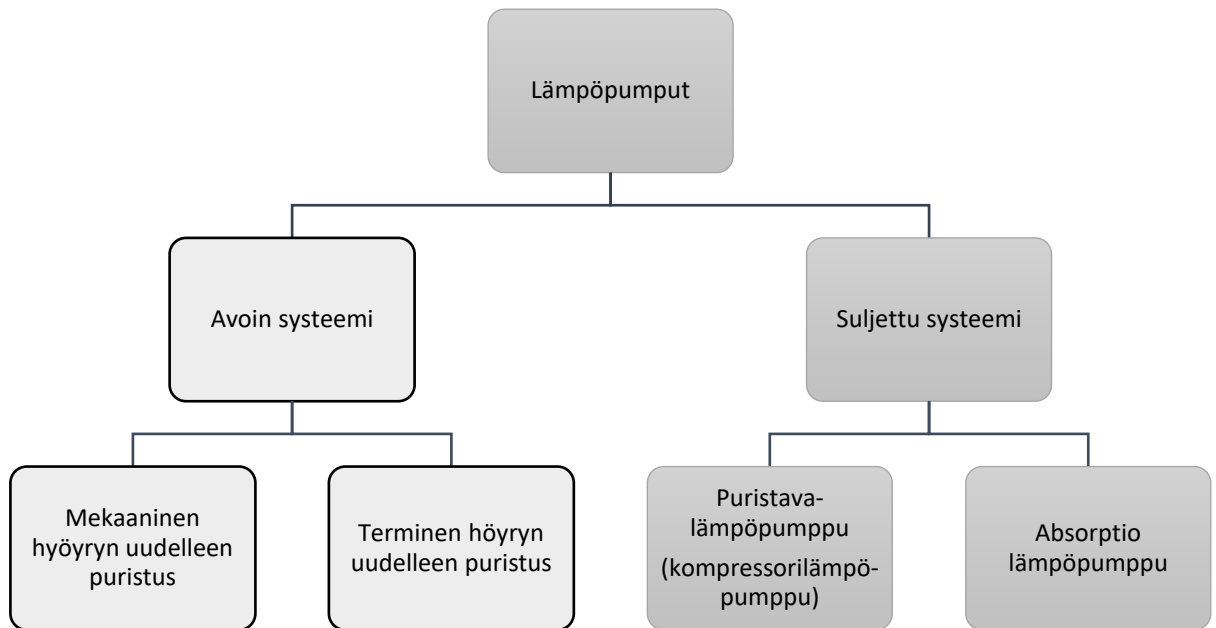 Lämpöpumput
Avoin systeemi
Suljettu systeemi
Mekaaninen
hyöyryn uudelleen
puristus
Terminen höyryn
uudelleen puristus
Puristava-
lämpöpumppu
(kompressorilämpö-
pumppu)
Absorptio
lämpöpumppu